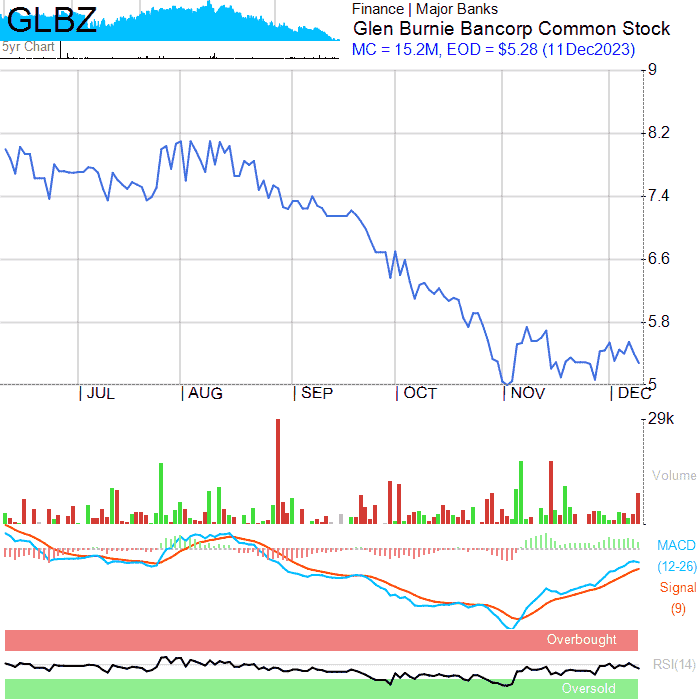 GLBZ
5yr Chart
Finance | Major Banks
Glen Burnie Bancorp Common Stock
MC = 15.2M, EOD = $5.28 (11Dec2023)
9
8.2
7.4
6.6
5.8
5
JUL AUG SEP OCT NOV DEC
29k
Volume
MACD
(12-26)
Signal
(9)
Overbought
RSI(14)
Oversold